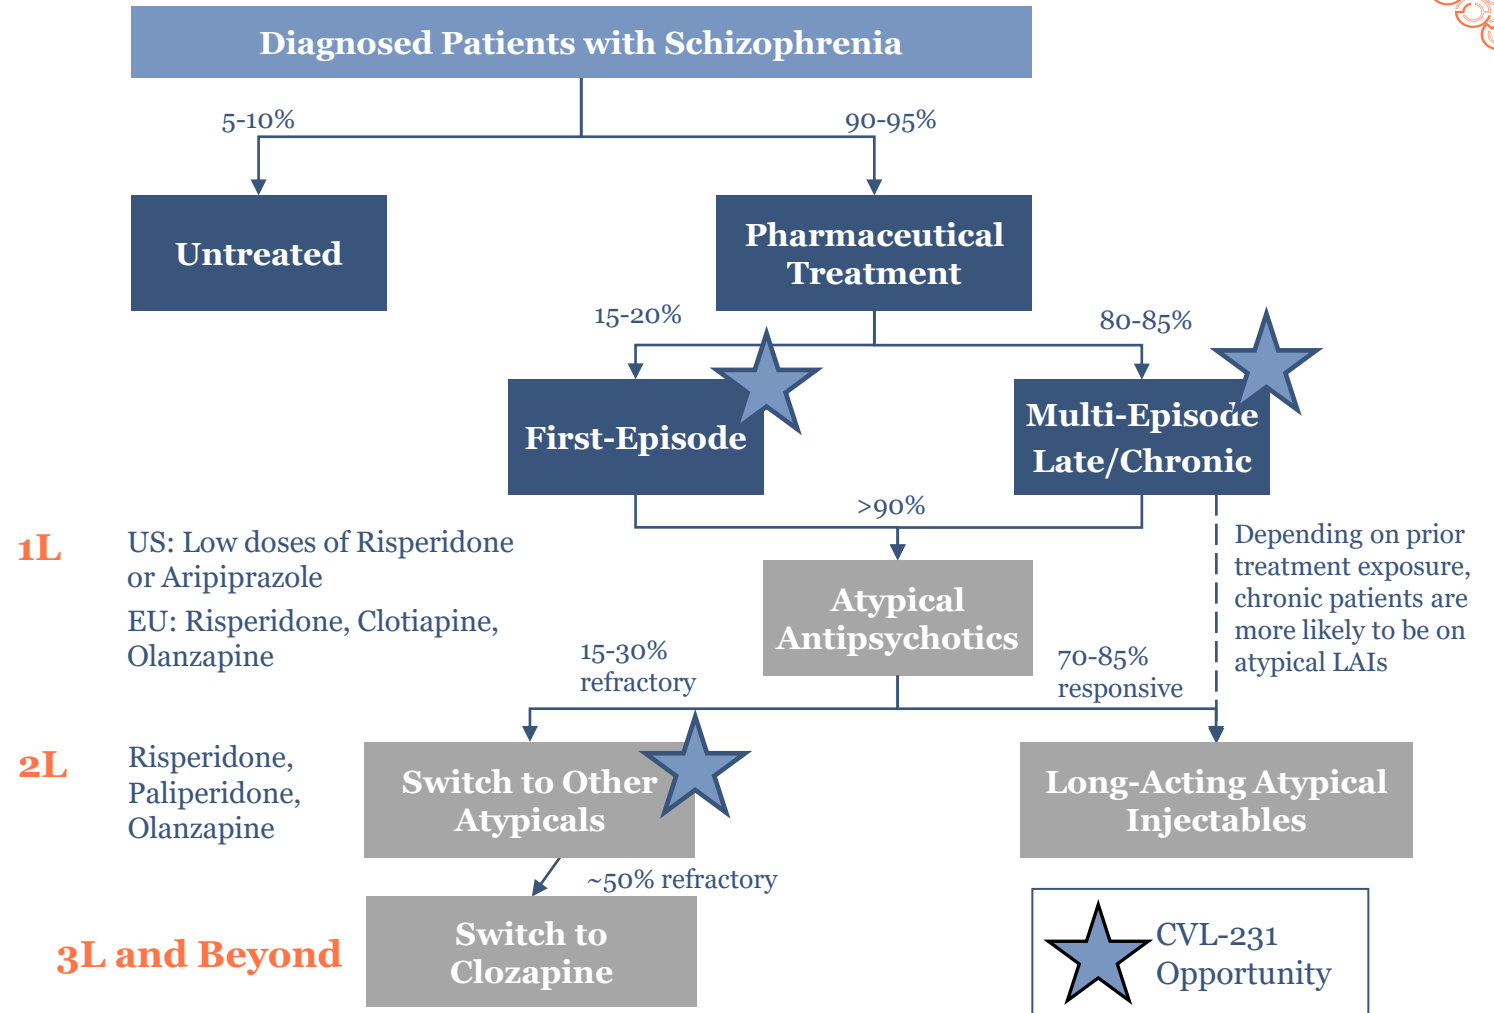 Diagnosed Patients with Schizophrenia
5-10%
90-95%
Untreated
Pharmaceutical
Treatment
15-20%
80-85%
First-Episode
Multi-Episode
Late/Chronic
>90%
1L
US: Low doses of Risperidone
or Aripiprazole
EU: Risperidone, Clotiapine,
Olanzapine
Atypical
Antipsychotics
Depending on prior
treatment exposure,
chronic patients are
more likely to be on
atypical LAIs
15-30%
refractory
70-85%
responsive
2L
Risperidone,
Paliperidone,
Olanzapine
Switch to Other
Atypicals
Long-Acting Atypical
Injectables
~50% refractory
3L and Beyond
Switch to
Clozapine
CVL-231
Opportunity